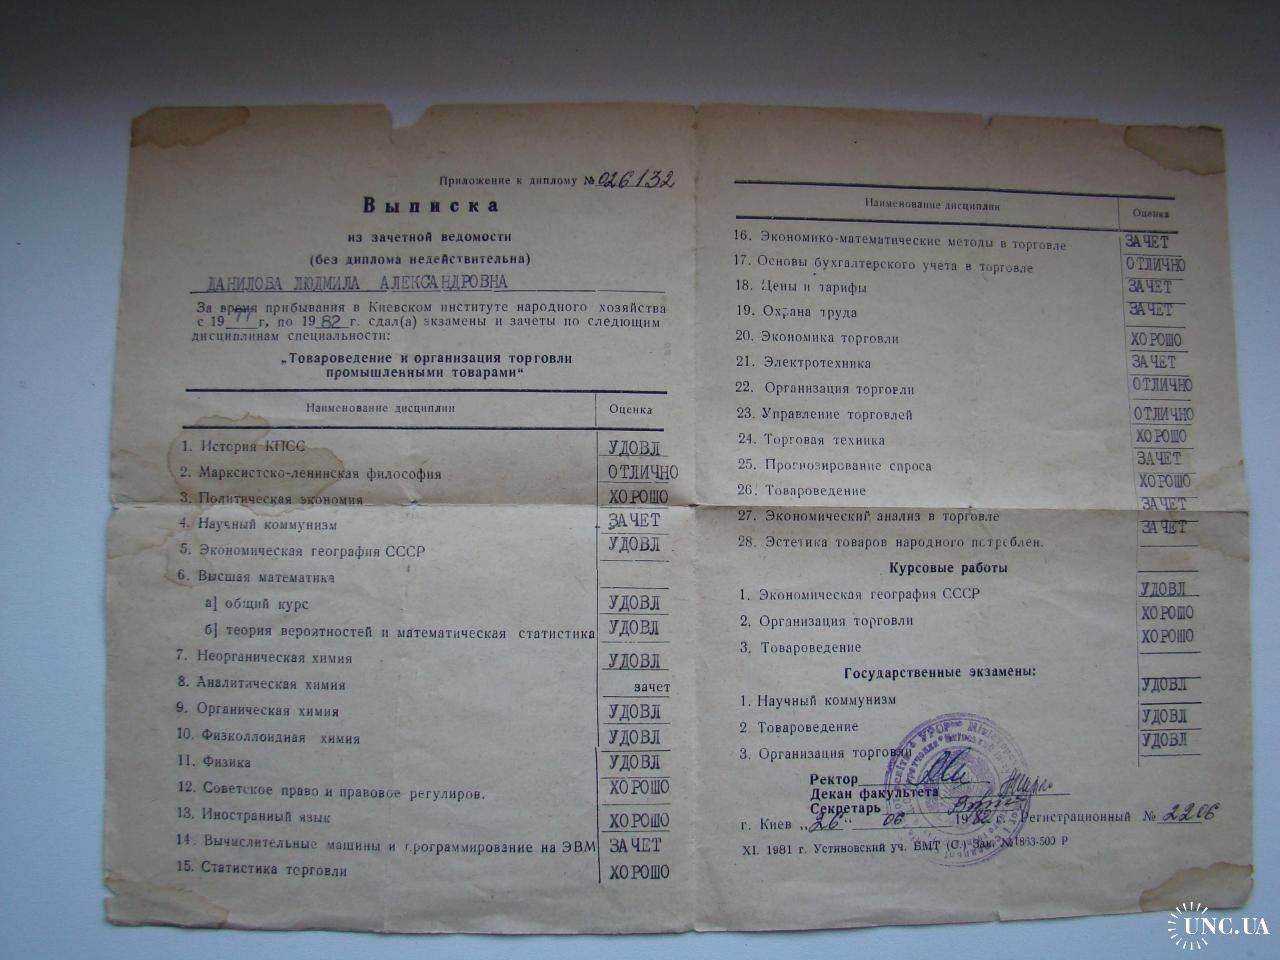 Приложение к диплому № 026132
Выписка
из зачетной ведомости
(без диплома недействительна)
ДАНИЛОВА ЛЮДМИЛА АЛЕКСАНДРОВНА
За время прибывания в Киевском институте народного хозяйства
с 1977 г, по 1982 г. сдал(а) экзамены и зачеты по следующим
дисциплинам специальности:
„Товароведение и организация торговли
промышленными товарами“
Наименование дисциплин Оценка
1. История КПСС УДОВЛ
2. Марксистско-ленинская философия ОТЛИЧНО
3. Политическая экономия ХОРОШО
4. Научный коммунизм ЗАЧЕТ
5. Экономическая география СССР УДОВЛ
6. Высшая математика
а] общий курс УДОВЛ
б] теория вероятностей и математическая статистика УДОВЛ
7. Неорганическая химия УДОВЛ
8. Аналитическая химия зачет
9. Органическая химия УДОВЛ
10. Физколлоидная химия УДОВЛ
11. Физика УДОВЛ
12. Советское право и правовое регулиров. ХОРОШО
13. Иностранный язык ХОРОШО
14. Вычислительные машины и программирование на ЭВМ ЗАЧЕТ
15. Статистика торговли ХОРОШО
Наименование дисциплин Оценка
16. Экономико-математические методы в торговле ЗАЧЕТ
17. Основы бухгалтерского учета в торговле ОТЛИЧНО
18. Цены и тарифы ЗАЧЕТ
19. Охрана труда ЗАЧЕТ
20. Экономика торговли ХОРОШО
21. Электротехника ЗАЧЕТ
22. Организация торговли ОТЛИЧНО
23. Управление торговлей ОТЛИЧНО
24. Торговая техника ХОРОШО
25. Прогнозирование спроса ЗАЧЕТ
26. Товароведение ХОРОШО
27. Экономический анализ в торговле ЗАЧЕТ
28. Эстетика товаров народного потреблен. ЗАЧЕТ
Курсовые работы
1. Экономическая география СССР УДОВЛ
2. Организация торговли ХОРОШО
3. Товароведение ХОРОШО
Государственные экзамены:
1. Научный коммунизм УДОВЛ
2 Товароведение УДОВЛ
3. Организация торговли УДОВЛ
Ректор
Декан факультета
Секретарь
г. Киев „26“ 06 1982 г. Регистрационный № 2206
XI. 1981 г. Устиновский уч. БМТ (С.) Зак. №1863-500 Р
UNC.UA